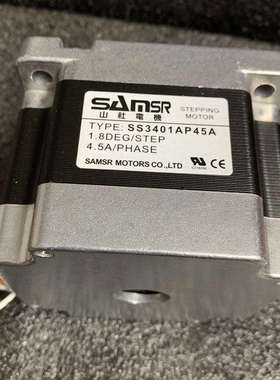 SAMSR
STEPPING
MOTOR
山社電機
TYPE: SS3401AP45A
1.8DEG/STEP
4.5A/PHASE
SAMSR MOTORS CO.,LTD
CE